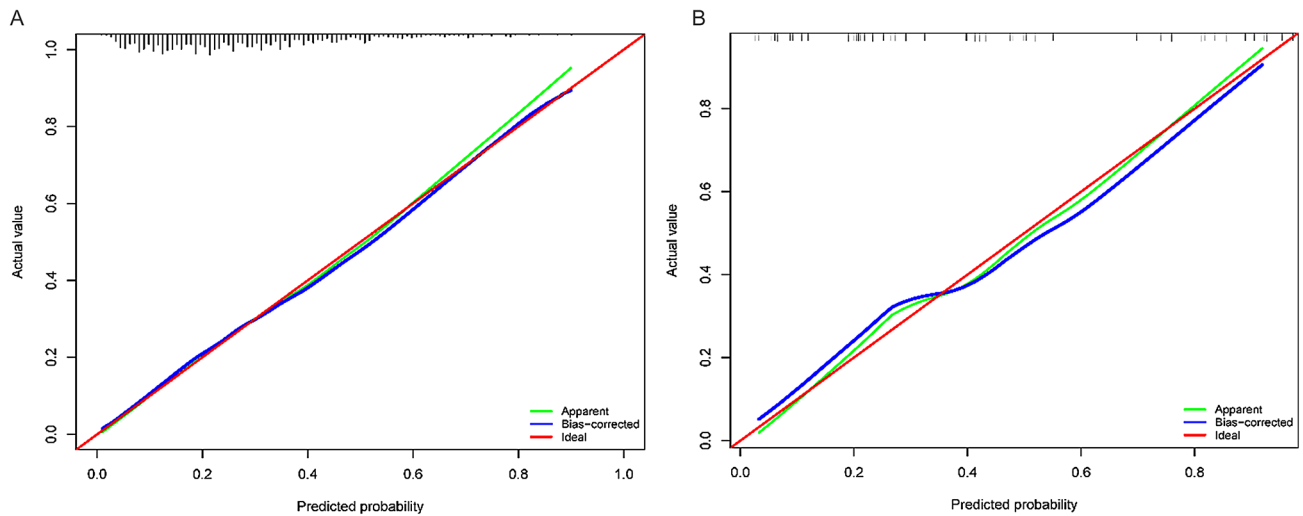 A
Actual value
1.0
0.8
0.6
0.4
0.2
0.0
Apparent
Bias-corrected
Ideal
0.0 0.2 0.4 0.6 0.8 1.0
Predicted probability
B
Actual value
0.8
0.6
0.4
0.2
0.0
Apparent
Bias-corrected
Ideal
0.0 0.2 0.4 0.6 0.8
Predicted probability